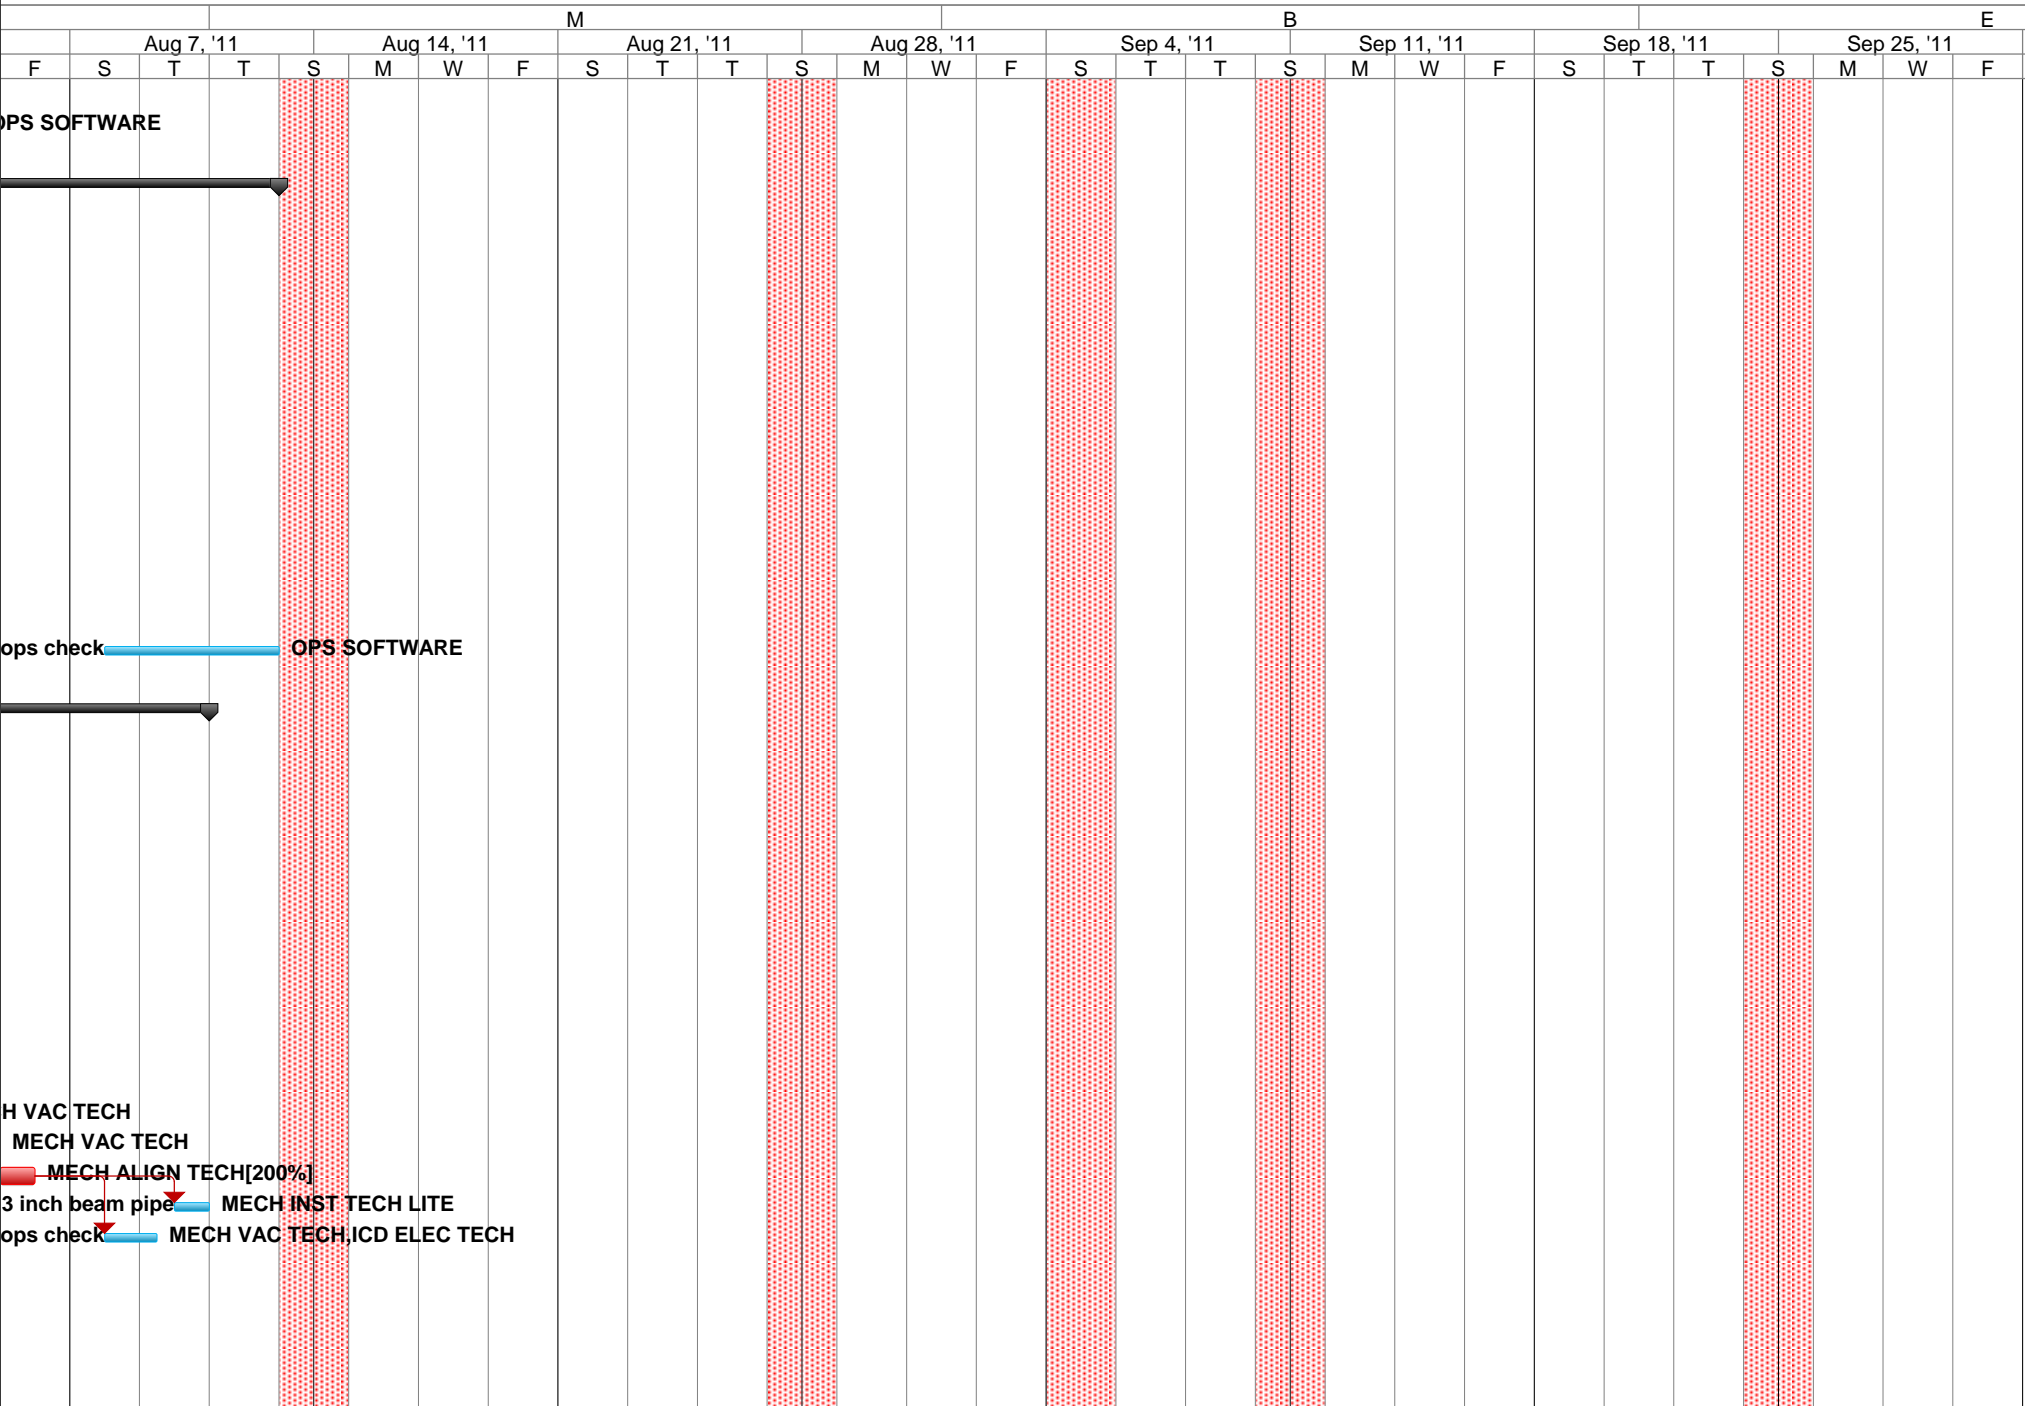 M B E
Aug 7, '11 Aug 14, '11 Aug 21, '11 Aug 28, '11 Sep 4, '11 Sep 11, '11 Sep 18, '11 Sep 25, '11
F S T T S M W F S T T S M W F S T T S M W F S T T S M W F
OPS SOFTWARE
ops check OPS SOFTWARE
H VAC TECH
MECH VAC TECH
MECH ALIGN TECH[200%]
3 inch beam pipe MECH INST TECH LITE
ops check MECH VAC TECH,ICD ELEC TECH